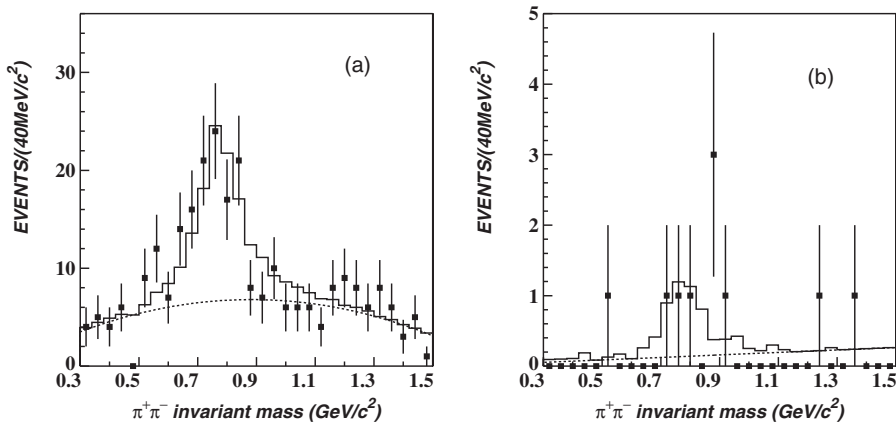 (a)
EVENTS/(40MeV/c²)
30
20
10
0
0.3 0.5 0.7 0.9 1.1 1.3 1.5
π⁺π⁻ invariant mass (GeV/c²)
(b)
EVENTS/(40MeV/c²)
5
4
3
2
1
0
0.3 0.5 0.7 0.9 1.1 1.3 1.5
π⁺π⁻ invariant mass (GeV/c²)